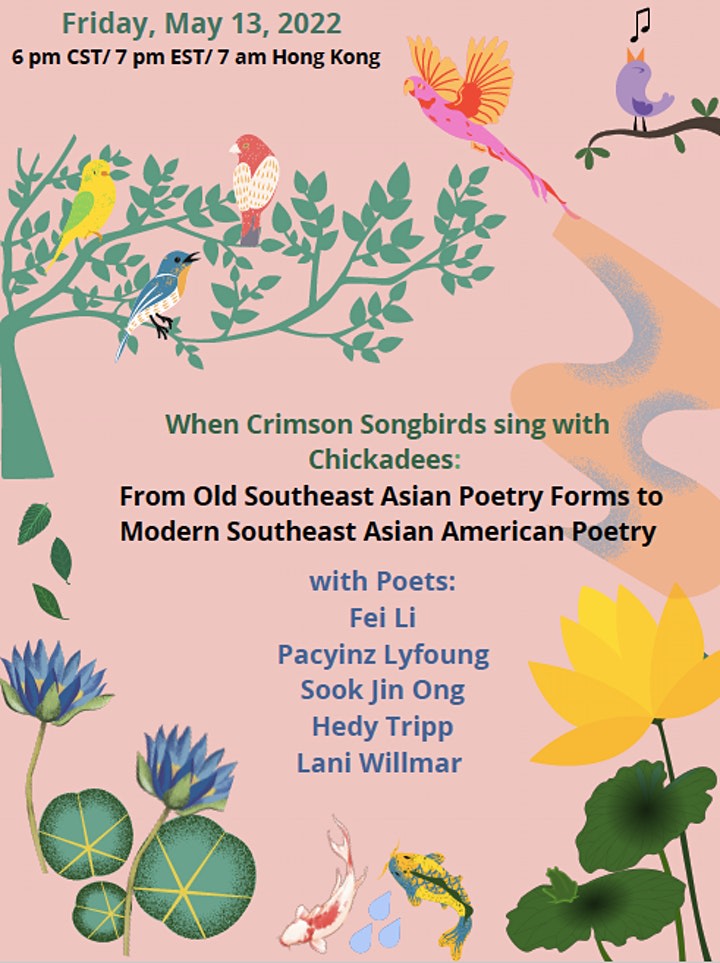 Friday, May 13, 2022
6 pm CST/ 7 pm EST/ 7 am Hong Kong
When Crimson Songbirds sing with
Chickadees:
From Old Southeast Asian Poetry Forms to
Modern Southeast Asian American Poetry
with Poets:
Fei Li
Pacyinz Lyfoung
Sook Jin Ong
Hedy Tripp
Lani Willmar